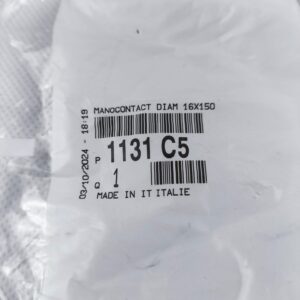 MANOCONTACT DIAM 16X150
P 1131 C5
Q 1
MADE IN IT ITALIE
03/10/2024 - 18:19